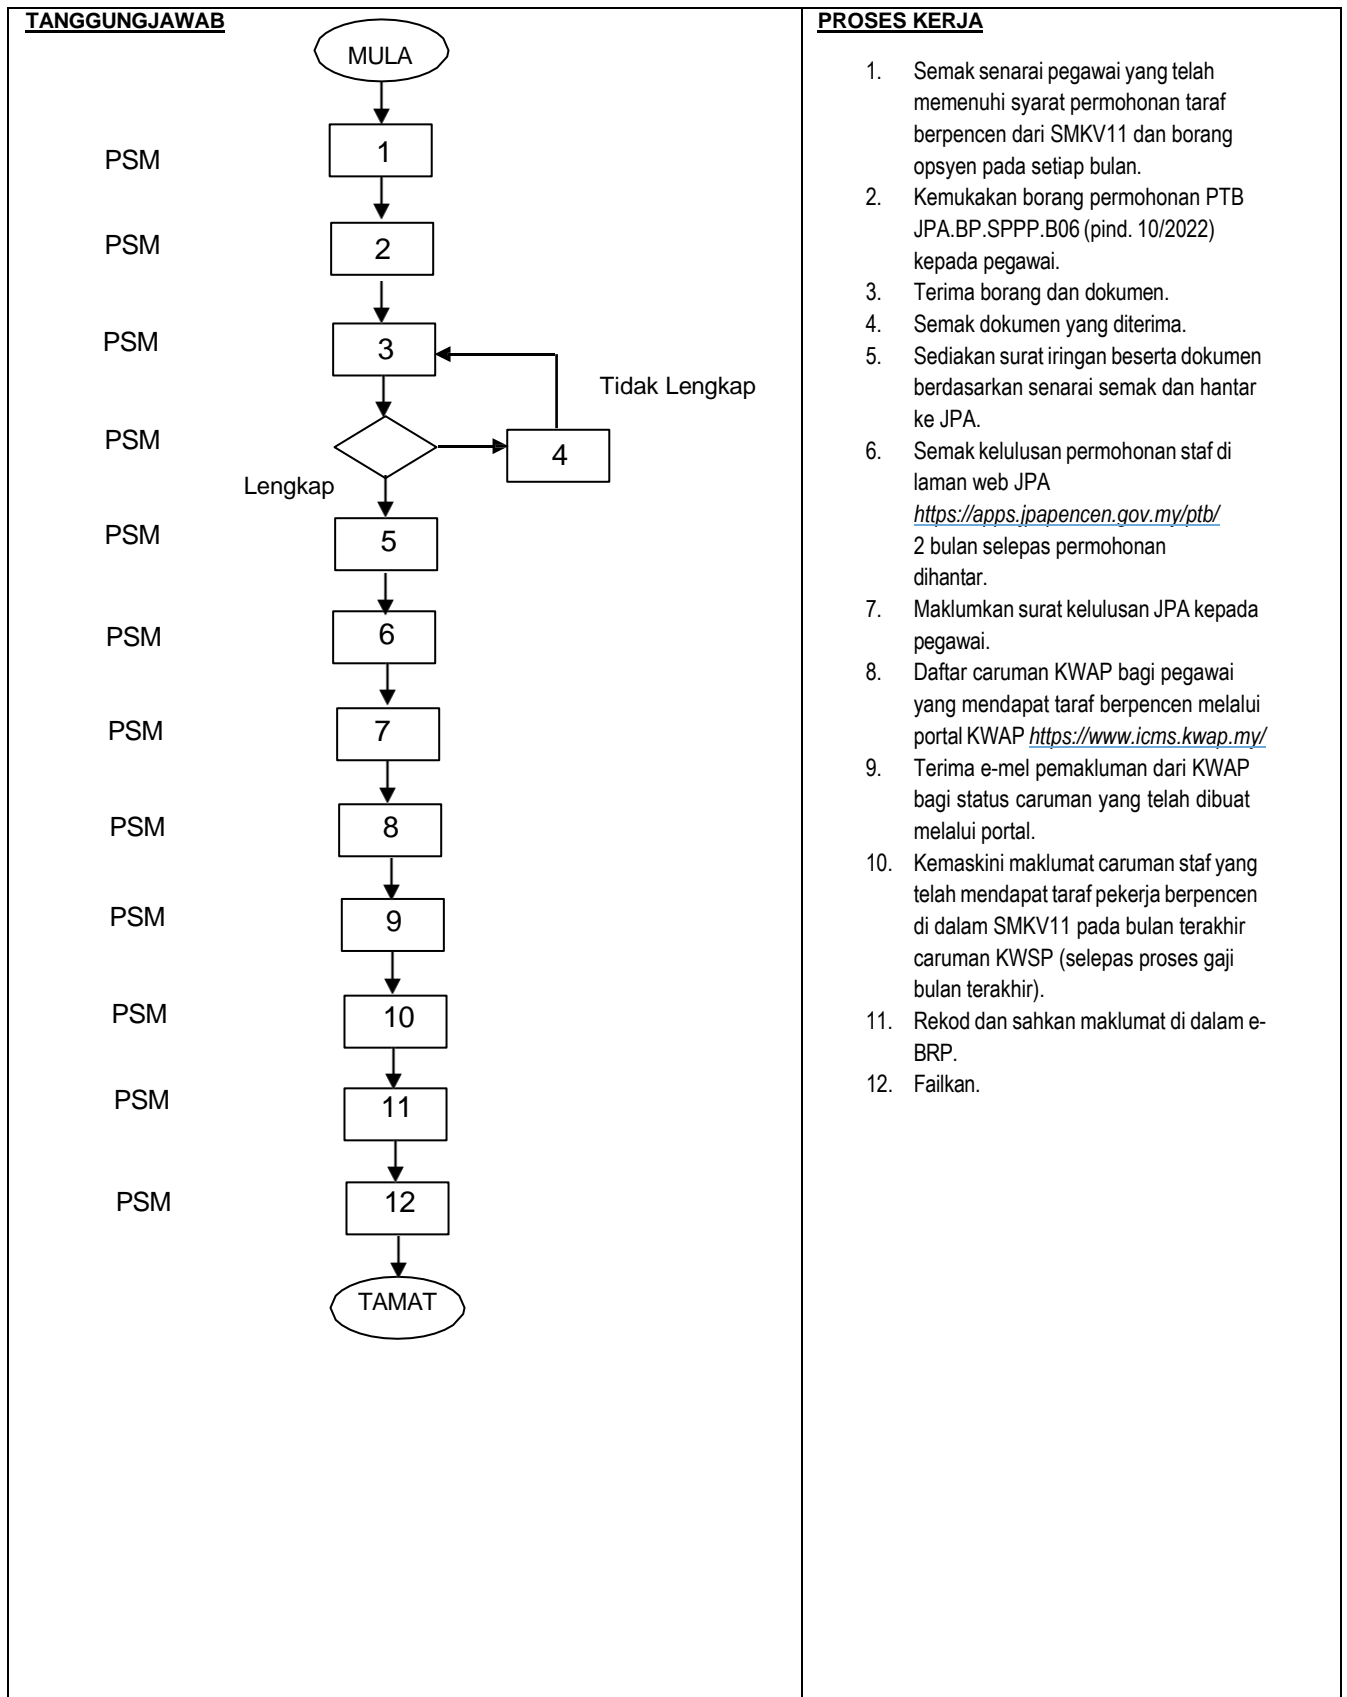 TANGGUNGJAWAB
MULA
PSM
1
PSM
2
PSM
3
Tidak Lengkap
PSM
4
Lengkap
PSM
5
PSM
6
PSM
7
PSM
8
PSM
9
PSM
10
PSM
11
PSM
12
TAMAT
PROSES KERJA
1. Semak senarai pegawai yang telah
memenuhi syarat permohonan taraf
berpencen dari SMKV11 dan borang
opsyen pada setiap bulan.
2. Kemukakan borang permohonan PTB
JPA.BP.SPPP.B06 (pind. 10/2022)
kepada pegawai.
3. Terima borang dan dokumen.
4. Semak dokumen yang diterima.
5. Sediakan surat iringan beserta dokumen
berdasarkan senarai semak dan hantar
ke JPA.
6. Semak kelulusan permohonan staf di
laman web JPA
https://apps.jpapencen.gov.my/ptb/
2 bulan selepas permohonan
dihantar.
7. Maklumkan surat kelulusan JPA kepada
pegawai.
8. Daftar caruman KWAP bagi pegawai
yang mendapat taraf berpencen melalui
portal KWAP https://www.icms.kwap.my/
9. Terima e-mel pemakluman dari KWAP
bagi status caruman yang telah dibuat
melalui portal.
10. Kemaskini maklumat caruman staf yang
telah mendapat taraf pekerja berpencen
di dalam SMKV11 pada bulan terakhir
caruman KWSP (selepas proses gaji
bulan terakhir).
11. Rekod dan sahkan maklumat di dalam e-
BRP.
12. Failkan.